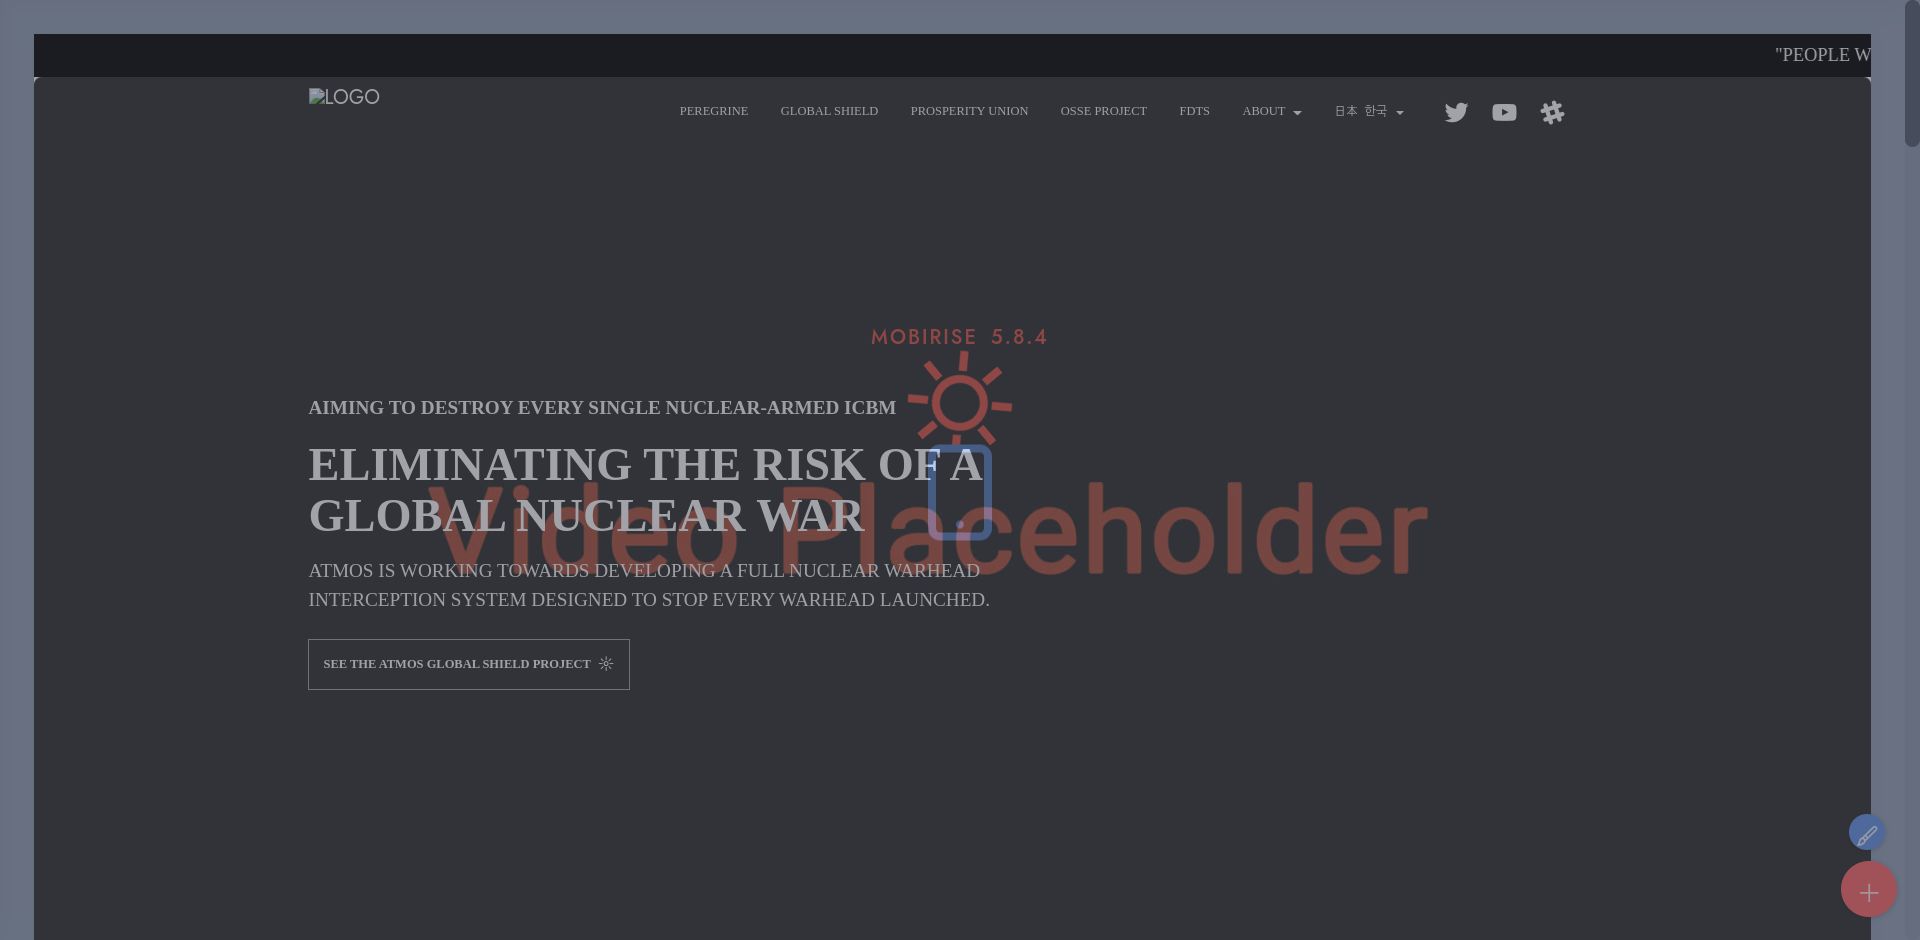 "PEOPLE W
LOGO
PEREGRINE
GLOBAL SHIELD
PROSPERITY UNION
OSSE PROJECT
FDTS
ABOUT
日本 한국
MOBIRISE 5.8.4
AIMING TO DESTROY EVERY SINGLE NUCLEAR-ARMED ICBM
ELIMINATING THE RISK OF A
GLOBAL NUCLEAR WAR
Video Placeholder
ATMOS IS WORKING TOWARDS DEVELOPING A FULL NUCLEAR WARHEAD
INTERCEPTION SYSTEM DESIGNED TO STOP EVERY WARHEAD LAUNCHED.
SEE THE ATMOS GLOBAL SHIELD PROJECT